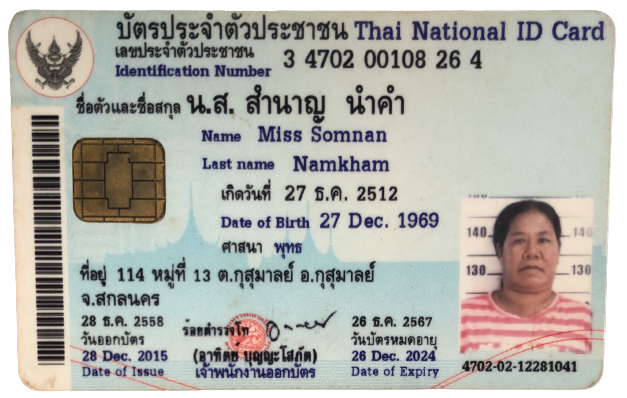 บัตรประจำตัวประชาชน Thai National ID Card
เลขประจำตัวประชาชน 3 4702 00108 26 4
Identification Number
ชื่อตัวและชื่อสกุล น.ส. สำนาญ นำคำ
Name Miss Somnan
Last name Namkham
เกิดวันที่ 27 ธ.ค. 2512
Date of Birth 27 Dec. 1969
ศาสนา พุทธ
ที่อยู่ 114 หมู่ที่ 13 ต.กุสุมาลย์ อ.กุสุมาลย์
จ.สกลนคร
28 ธ.ค. 2558
วันออกบัตร
28 Dec. 2015
Date of Issue
ร้อยตำรวจโท
(อาทิตย์ บุญญะโสภัต)
เจ้าพนักงานออกบัตร
26 ธ.ค. 2567
วันบัตรหมดอายุ
26 Dec. 2024
Date of Expiry
150 150
140 140
130 130
4702-02-12281041